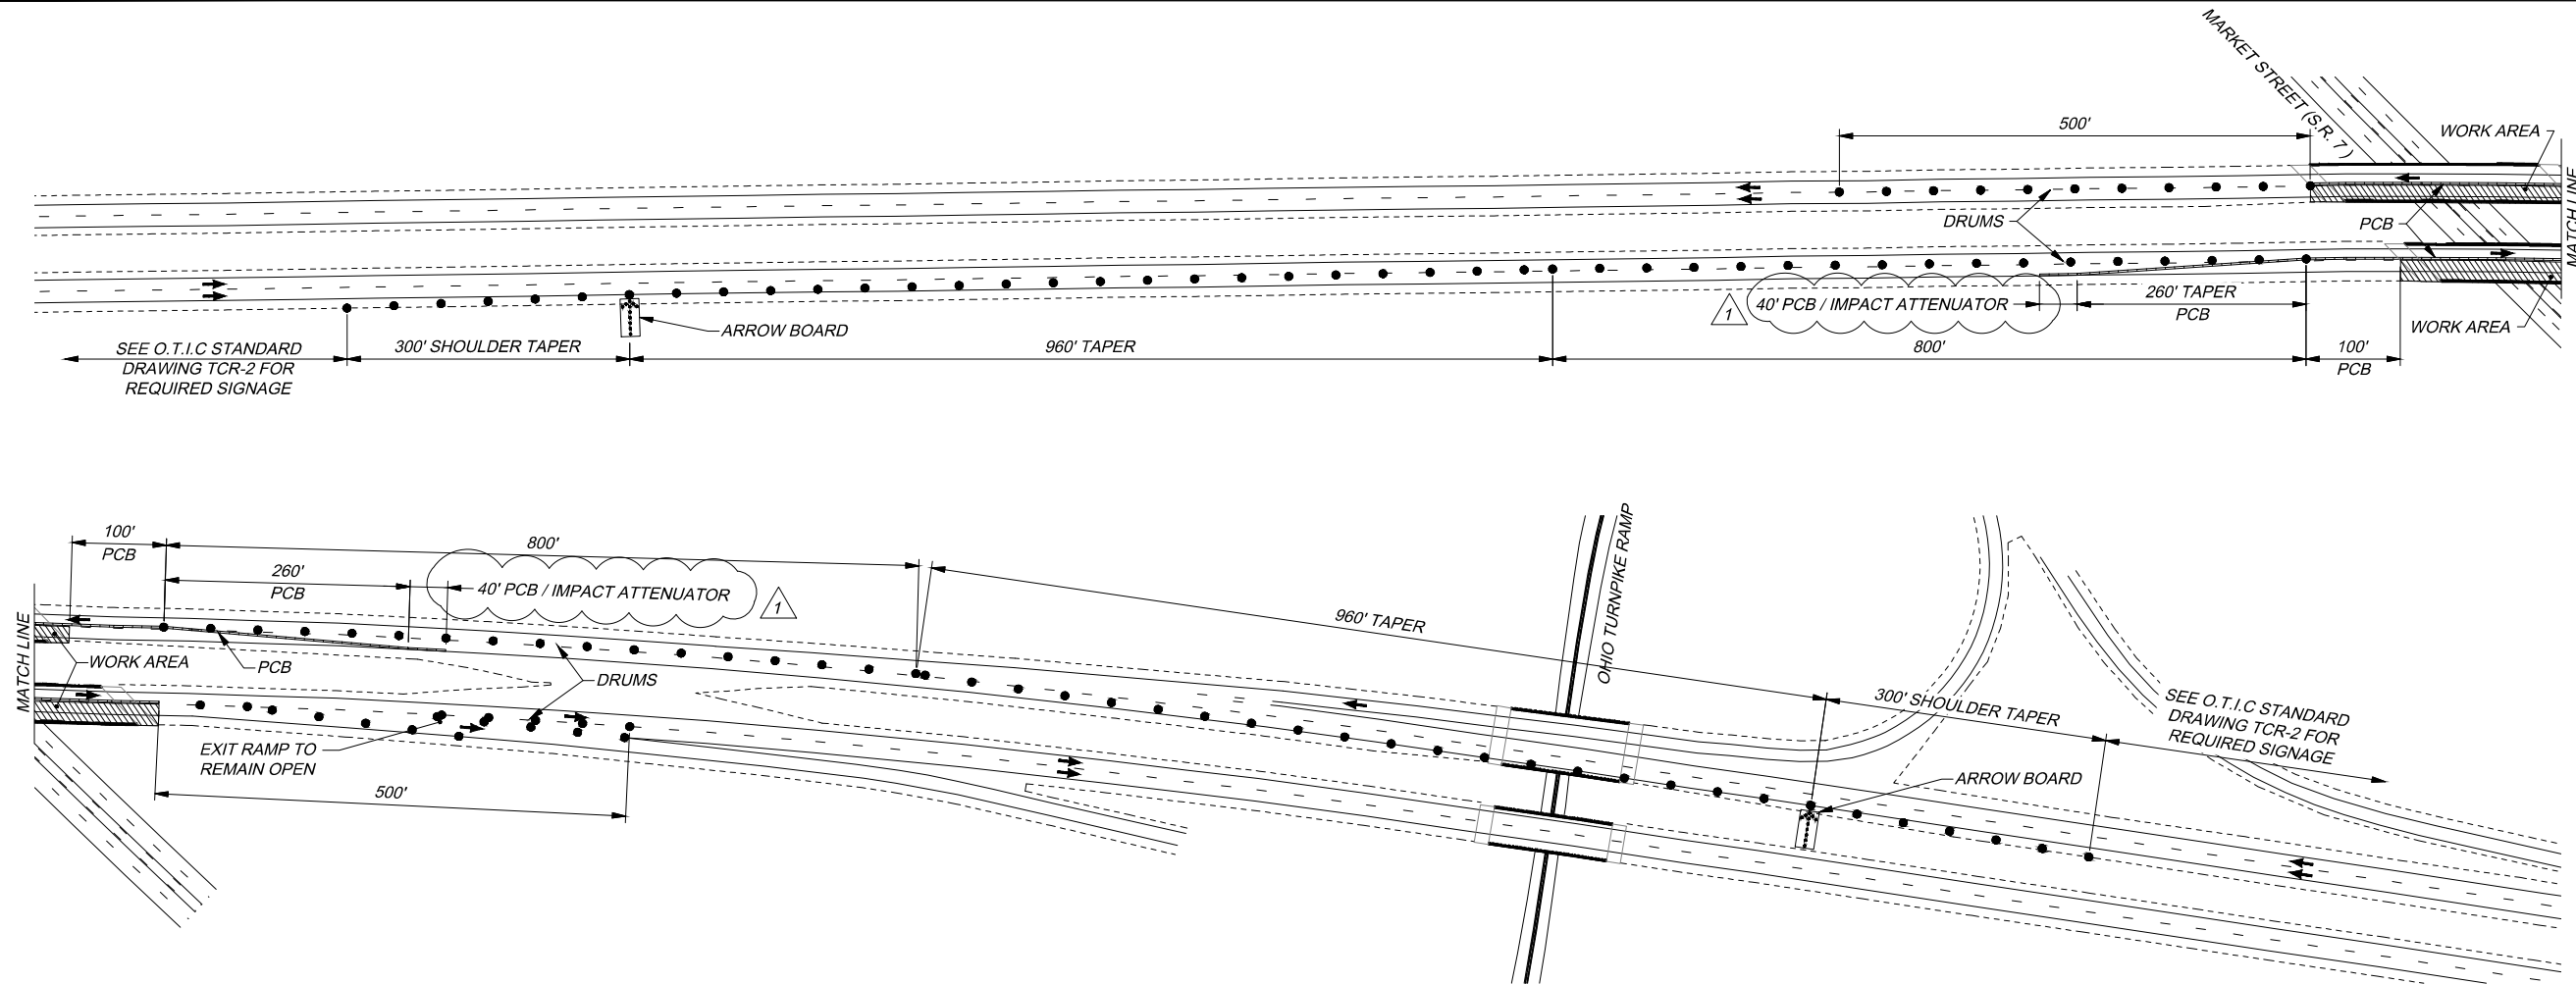 MARKET STREET (S.R. 7 )
500'
WORK AREA
DRUMS
PCB
MATCH LINE
40' PCB / IMPACT ATTENUATOR
1
260' TAPER
PCB
WORK AREA
ARROW BOARD
SEE O.T.I.C STANDARD
DRAWING TCR-2 FOR
REQUIRED SIGNAGE
300' SHOULDER TAPER
960' TAPER
800'
100'
PCB
100'
PCB
800'
260'
PCB
40' PCB / IMPACT ATTENUATOR
1
960' TAPER
OHIO TURNPIKE RAMP
MATCH LINE
WORK AREA
PCB
DRUMS
EXIT RAMP TO
REMAIN OPEN
500'
300' SHOULDER TAPER
SEE O.T.I.C STANDARD
DRAWING TCR-2 FOR
REQUIRED SIGNAGE
ARROW BOARD